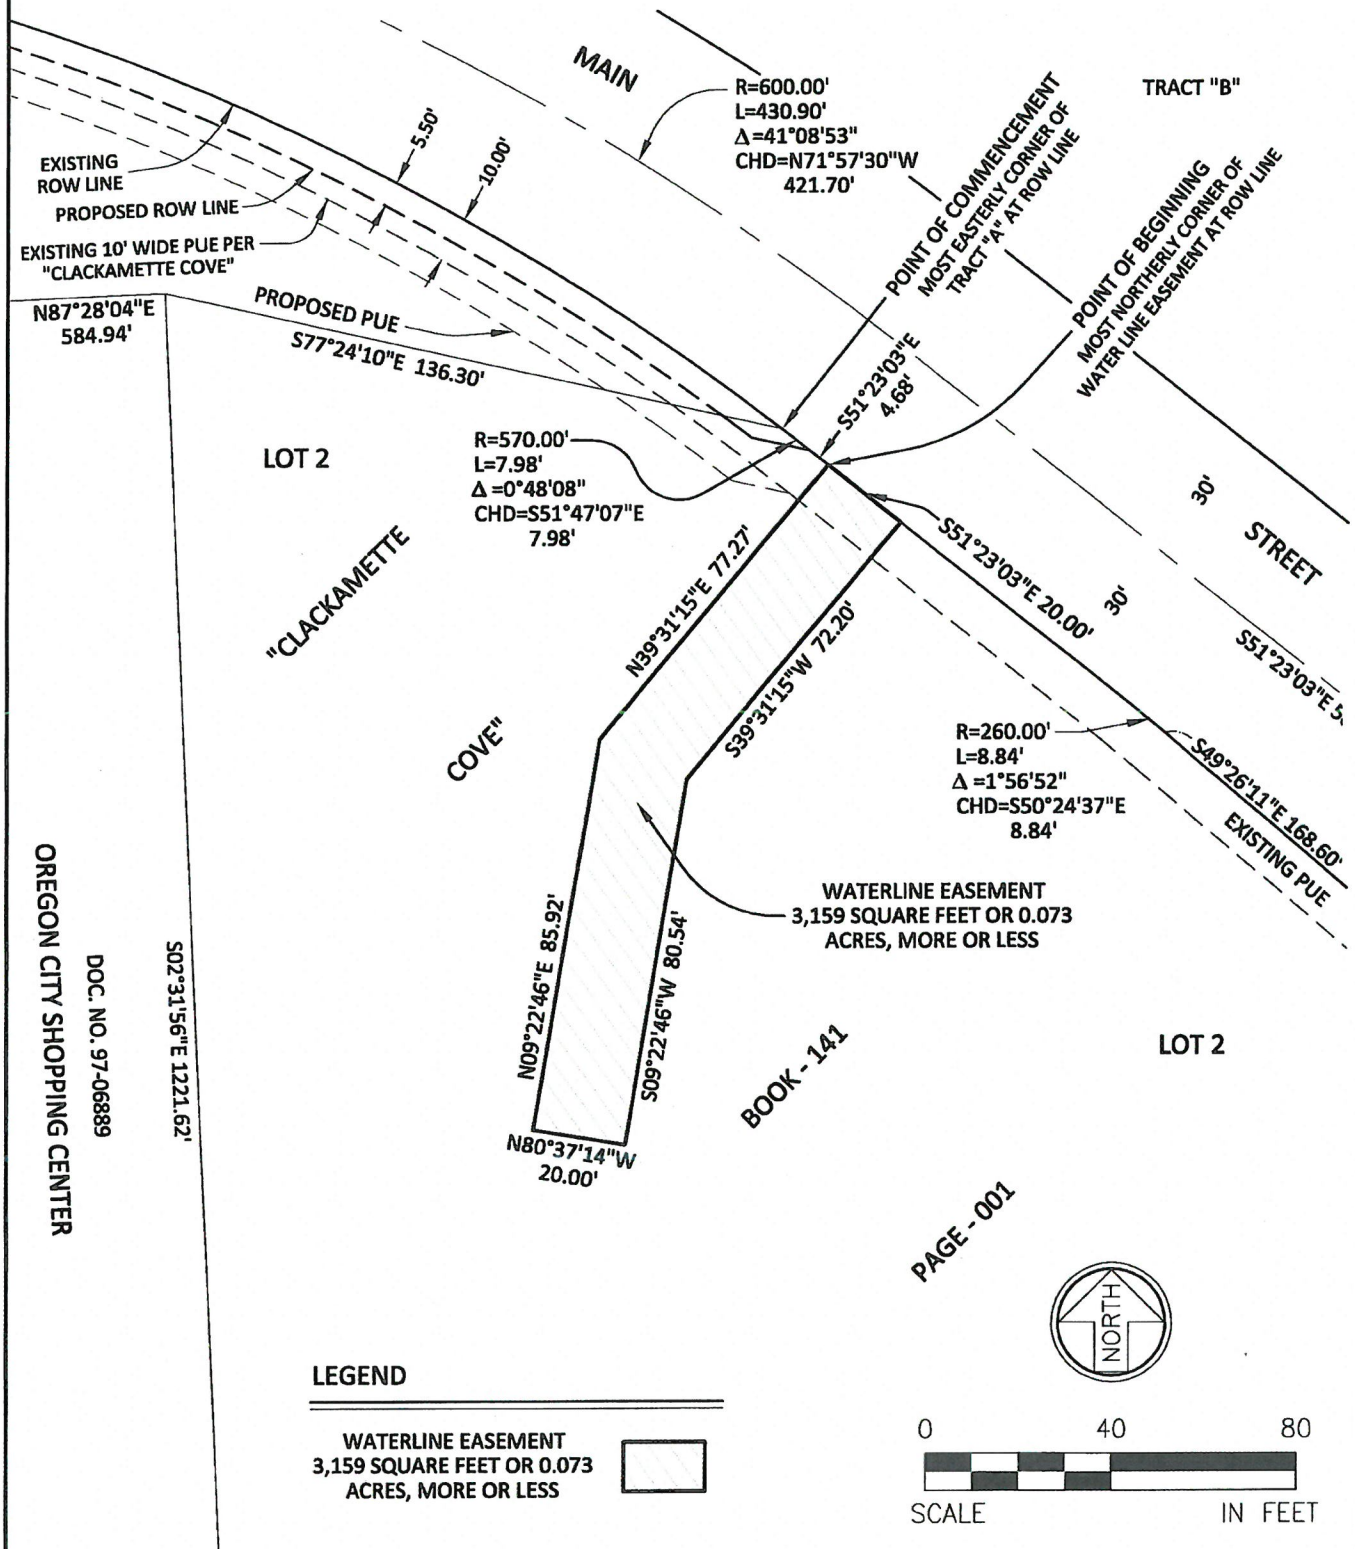 MAIN
R=600.00'
L=430.90'
Δ=41°08'53"
CHD=N71°57'30"W
421.70'
TRACT "B"
POINT OF COMMENCEMENT
MOST EASTERLY CORNER OF
TRACT "A" AT ROW LINE
POINT OF BEGINNING
MOST NORTHERLY CORNER OF
WATER LINE EASEMENT AT ROW LINE
5.50'
10.00'
EXISTING
ROW LINE
PROPOSED ROW LINE
EXISTING 10' WIDE PUE PER
"CLACKAMETTE COVE"
N87°28'04"E
584.94'
PROPOSED PUE
S77°24'10"E 136.30'
S51°23'03"E
4.68'
LOT 2
R=570.00'
L=7.98'
Δ=0°48'08"
CHD=S51°47'07"E
7.98'
30'
STREET
S51°23'03"E 20.00'
30'
"CLACKAMETTE
COVE"
N39°31'15"E 77.27'
S39°31'15"W 72.20'
S51°23'03"E
R=260.00'
L=8.84'
Δ=1°56'52"
CHD=S50°24'37"E
8.84'
S49°26'11"E 168.60'
EXISTING PUE
WATERLINE EASEMENT
3,159 SQUARE FEET OR 0.073
ACRES, MORE OR LESS
OREGON CITY SHOPPING CENTER
DOC. NO. 97-06889
S02°31'56"E 1221.62'
N09°22'46"E 85.92'
S09°22'46"W 80.54'
N80°37'14"W
20.00'
BOOK - 141
LOT 2
PAGE - 001
NORTH
LEGEND
WATERLINE EASEMENT
3,159 SQUARE FEET OR 0.073
ACRES, MORE OR LESS
0 40 80
SCALE IN FEET